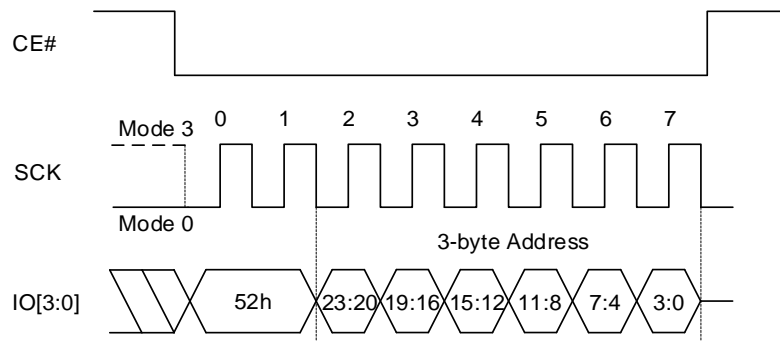 CE#
Mode 3 0 1 2 3 4 5 6 7
SCK
Mode 0
3-byte Address
IO[3:0] 52h 23:20 19:16 15:12 11:8 7:4 3:0